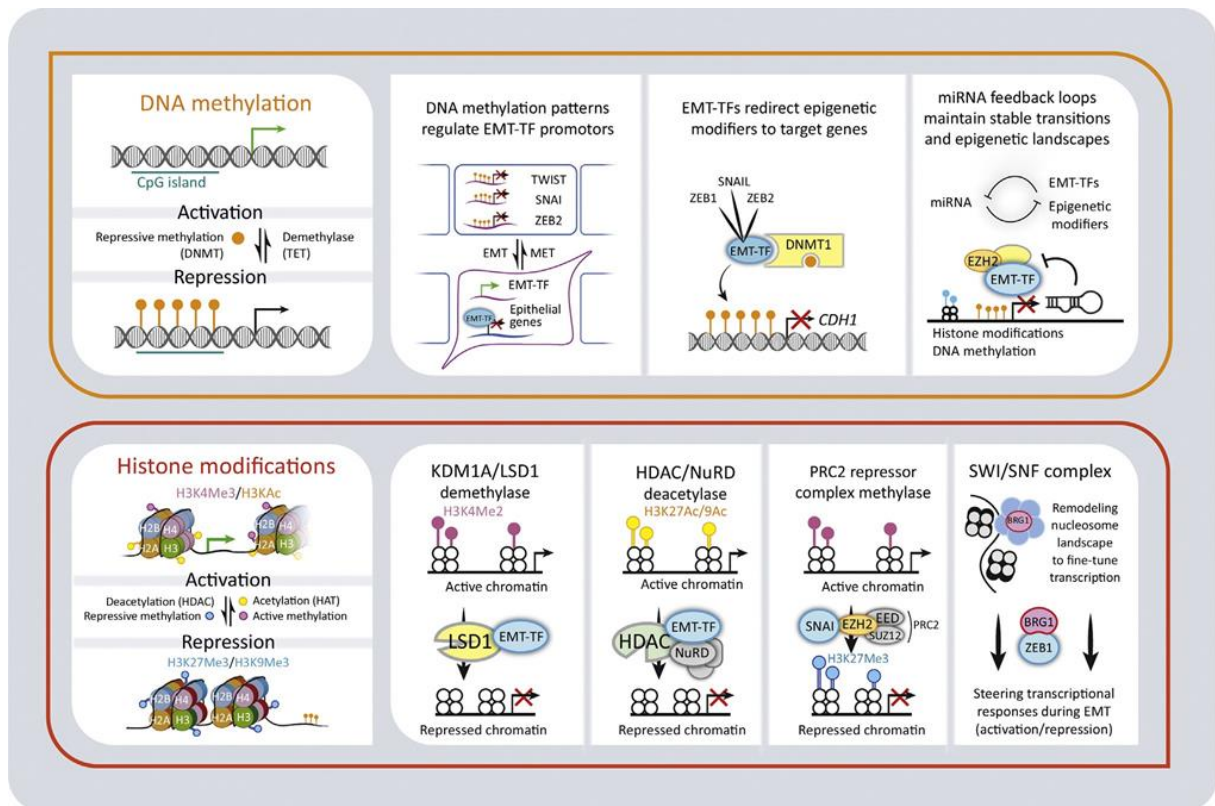 DNA methylation
CpG island
Activation
Repressive methylation
(DNMT)
Demethylase
(TET)
Repression
DNA methylation patterns
regulate EMT-TF promotors
TWIST
SNAI
ZEB2
EMT
MET
EMT-TF
EMT-TF
Epithelial
genes
EMT-TFs redirect epigenetic
modifiers to target genes
SNAIL
ZEB1
ZEB2
EMT-TF
DNMT1
CDH1
miRNA feedback loops
maintain stable transitions
and epigenetic landscapes
miRNA
EMT-TFs
Epigenetic
modifiers
EZH2
EMT-TF
Histone modifications
DNA methylation
Histone modifications
H3K4Me3/H3KAc
H2B
H4
H2A
H3
H2B
H4
H2A
H3
Activation
Deacetylation (HDAC)
Repressive methylation
Acetylation (HAT)
Active methylation
Repression
H3K27Me3/H3K9Me3
H2B
H4
H2A
H3
H2B
H4
H2A
H3
KDM1A/LSD1
demethylase
H3K4Me2
Active chromatin
LSD1
EMT-TF
Repressed chromatin
HDAC/NuRD
deacetylase
H3K27Ac/9Ac
Active chromatin
HDAC
EMT-TF
NuRD
Repressed chromatin
PRC2 repressor
complex methylase
Active chromatin
SNAI
EZH2
EED
SUZ12
PRC2
H3K27Me3
Repressed chromatin
SWI/SNF complex
BRG1
Remodeling
nucleosome
landscape
to fine-tune
transcription
BRG1
ZEB1
Steering transcriptional
responses during EMT
(activation/repression)